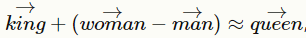 king + (woman − man) ≈ queen,